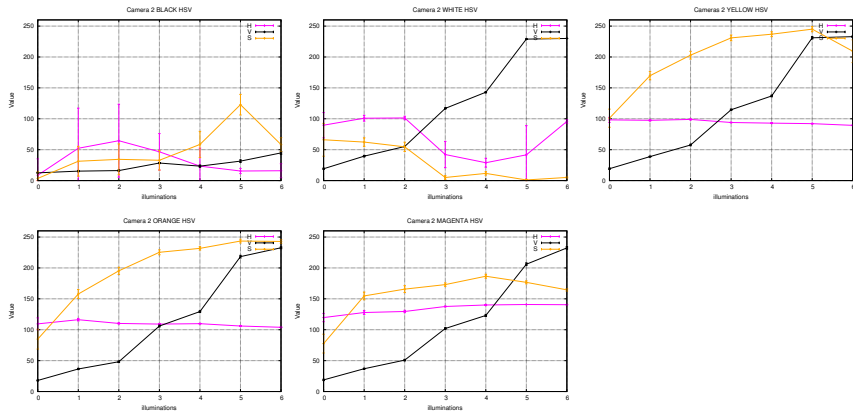 Camera 2 BLACK HSV
Value
250
200
150
100
50
0
H
V
S
0 1 2 3 4 5 6
illuminations
Camera 2 WHITE HSV
Value
250
200
150
100
50
0
H
V
S
0 1 2 3 4 5 6
illuminations
Cameras 2 YELLOW HSV
Value
250
200
150
100
50
0
H
V
S
0 1 2 3 4 5 6
illuminations
Camera 2 ORANGE HSV
Value
250
200
150
100
50
0
H
V
S
0 1 2 3 4 5 6
illuminations
Camera 2 MAGENTA HSV
Value
250
200
150
100
50
0
H
V
S
0 1 2 3 4 5 6
illuminations